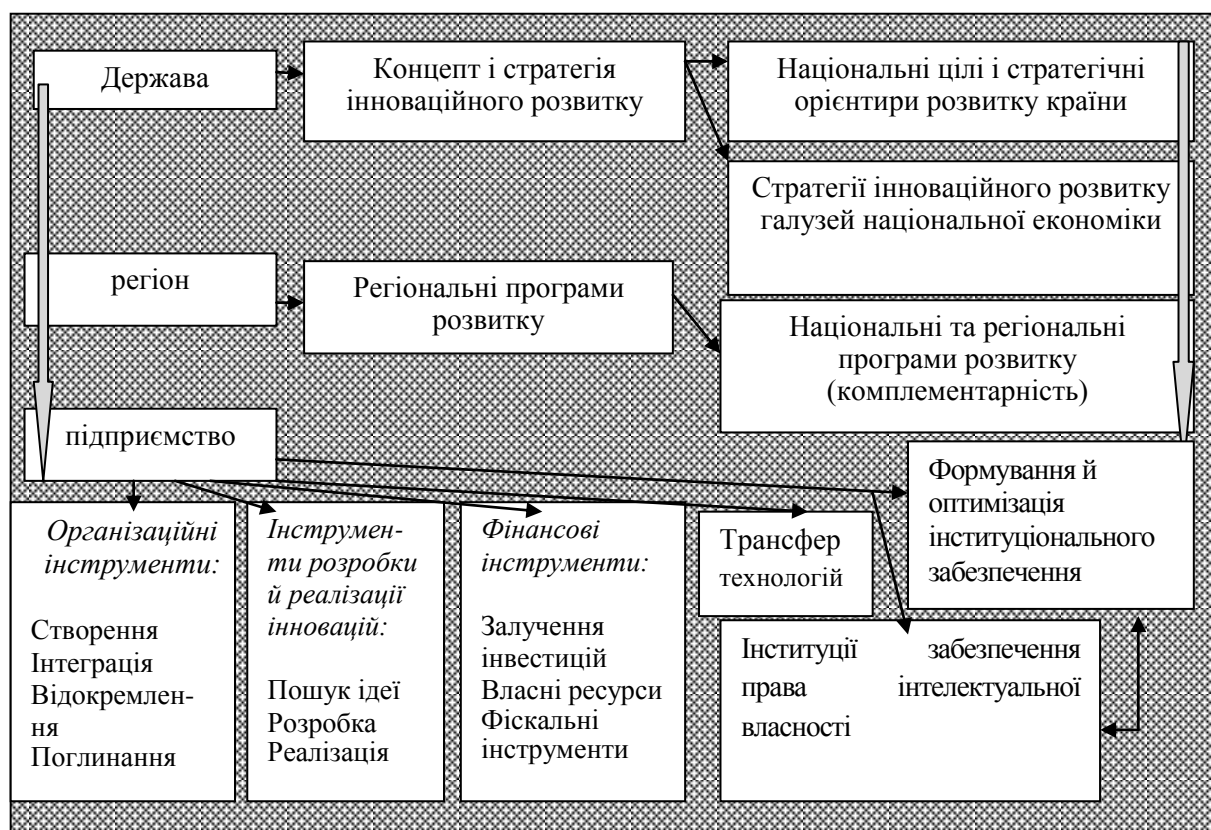 Держава
Концепт і стратегія
інноваційного розвитку
Національні цілі і стратегічні
орієнтири розвитку країни
Стратегії інноваційного розвитку
галузей національної економіки
регіон
Регіональні програми
розвитку
Національні та регіональні
програми розвитку
(комплементарність)
підприємство
Формування й
оптимізація
інституціонального
забезпечення
Організаційні
інструменти:
Створення
Інтеграція
Відокремлен-
ня
Поглинання
Інструмен-
ти розробки
й реалізації
інновацій:
Пошук ідеї
Розробка
Реалізація
Фінансові
інструменти:
Залучення
інвестицій
Власні ресурси
Фіскальні
інструменти
Трансфер
технологій
Інституції забезпечення
права інтелектуальної
власності